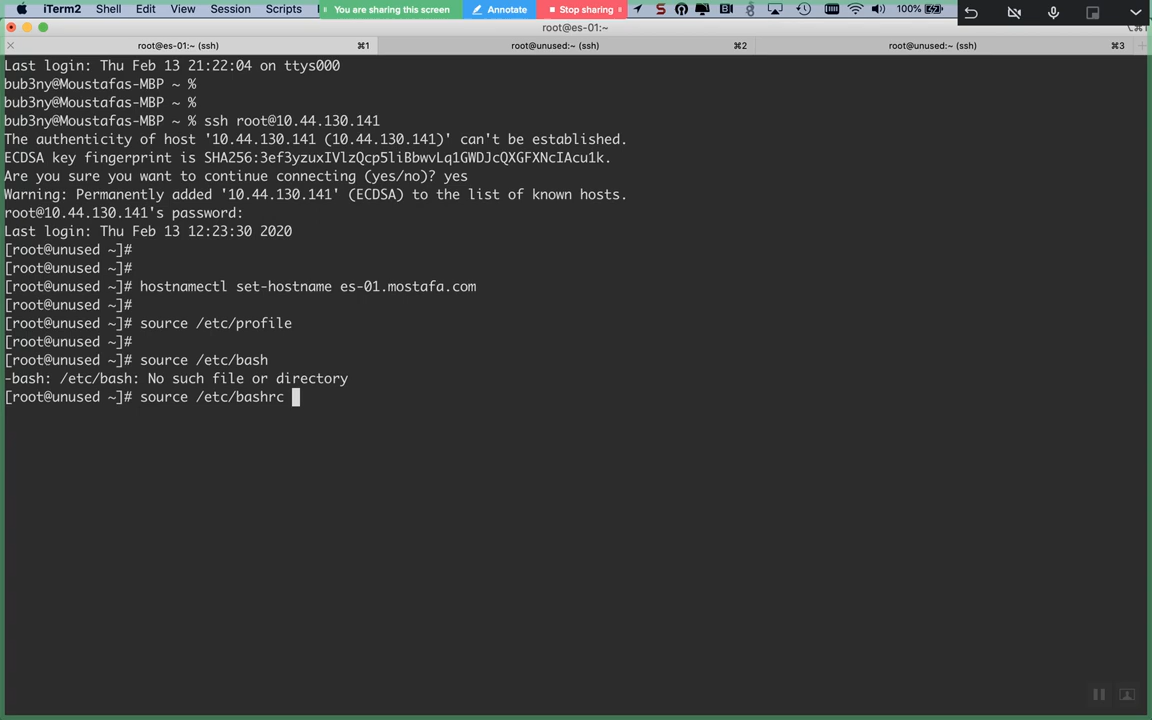 iTerm2 Shell Edit View Session Scripts You are sharing this screen Annotate Stop sharing 100%
root@es-01:~ (ssh)
root@es-01:~ (ssh) ⌘1 root@unused:~ (ssh) ⌘2 root@unused:~ (ssh) ⌘3
Last login: Thu Feb 13 21:22:04 on ttys000
bub3ny@Moustafas-MBP ~ %
bub3ny@Moustafas-MBP ~ %
bub3ny@Moustafas-MBP ~ % ssh root@10.44.130.141
The authenticity of host '10.44.130.141 (10.44.130.141)' can't be established.
ECDSA key fingerprint is SHA256:3ef3yzuxIVlzQcp5liBbwvLq1GWDJcQXGFXNcIAcu1k.
Are you sure you want to continue connecting (yes/no)? yes
Warning: Permanently added '10.44.130.141' (ECDSA) to the list of known hosts.
root@10.44.130.141's password:
Last login: Thu Feb 13 12:23:30 2020
[root@unused ~]#
[root@unused ~]#
[root@unused ~]# hostnamectl set-hostname es-01.mostafa.com
[root@unused ~]#
[root@unused ~]# source /etc/profile
[root@unused ~]#
[root@unused ~]# source /etc/bash
-bash: /etc/bash: No such file or directory
[root@unused ~]# source /etc/bashrc